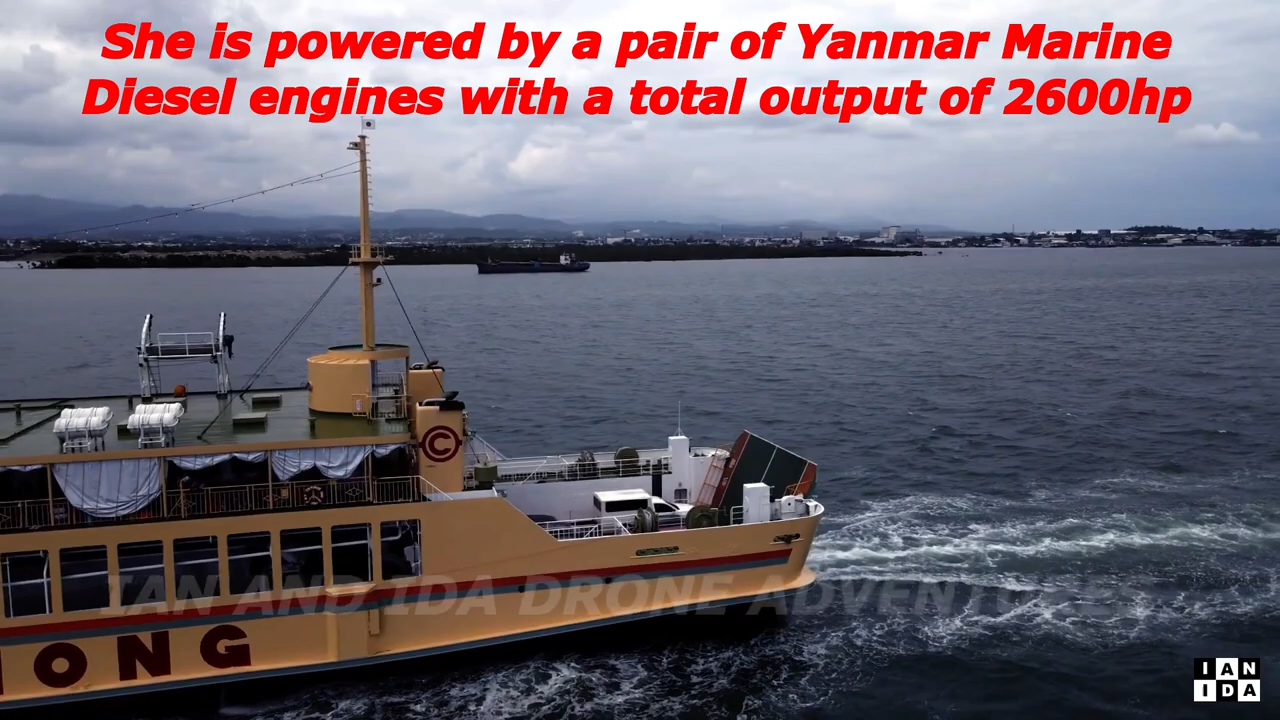 She is powered by a pair of Yanmar Marine
Diesel engines with a total output of 2600hp
C
IAN AND IDA DRONE ADVENTURES
ONG
IAN
IDA